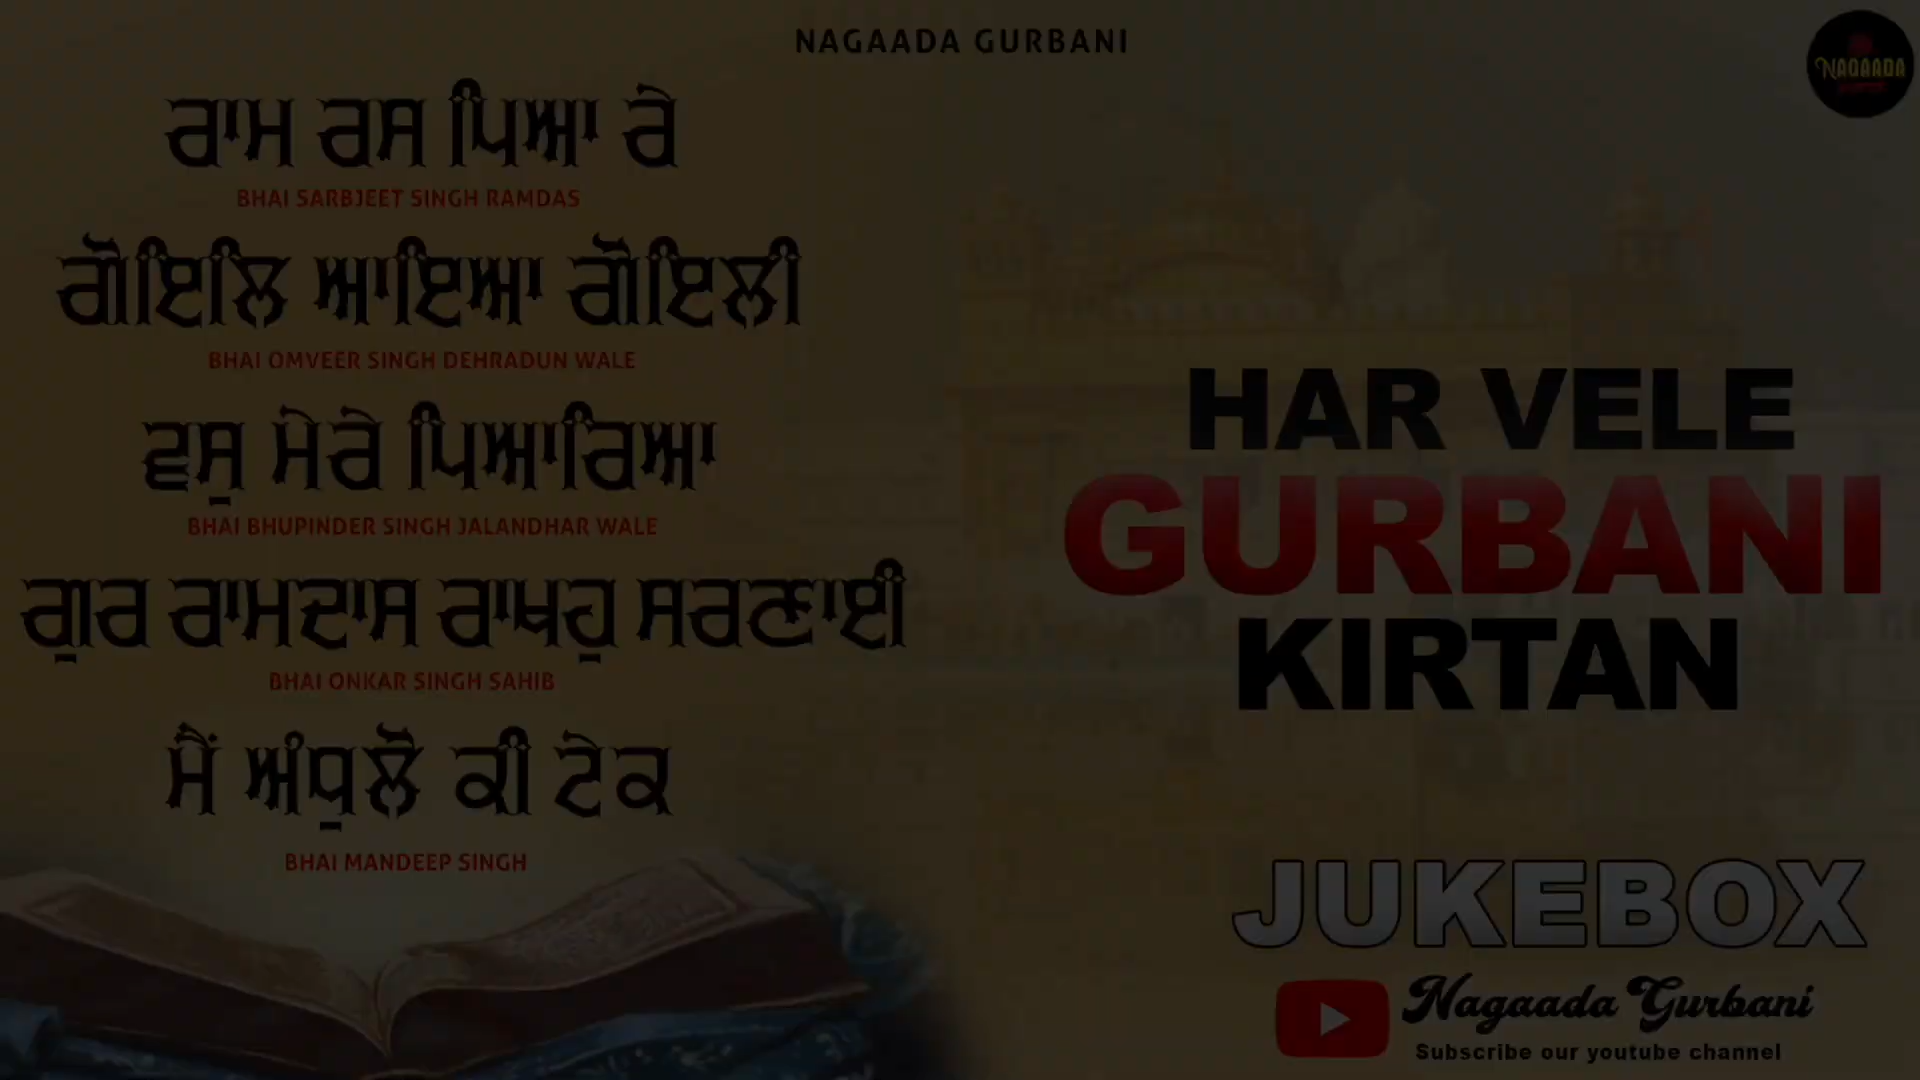 NAGAADA GURBANI
NAGAADA
ਰਾਮ ਰਸ ਪਿਆ ਰੇ
BHAI SARBJEET SINGH RAMDAS
ਗੋਇਲਿ ਆਇਆ ਗੋਇਲੀ
BHAI OMVEER SINGH DEHRADUN WALE
ਵਸੁ ਮੇਰੇ ਪਿਆਰਿਆ
BHAI BHUPINDER SINGH JALANDHAR WALE
ਗੁਰ ਰਾਮਦਾਸ ਰਾਖਹੁ ਸਰਣਾਈ
BHAI ONKAR SINGH SAHIB
ਮੈਂ ਅੰਧੁਲੋ ਕੀ ਟੇਕ
BHAI MANDEEP SINGH
HAR VELE
GURBANI
KIRTAN
JUKEBOX
Nagaada Gurbani
Subscribe our youtube channel